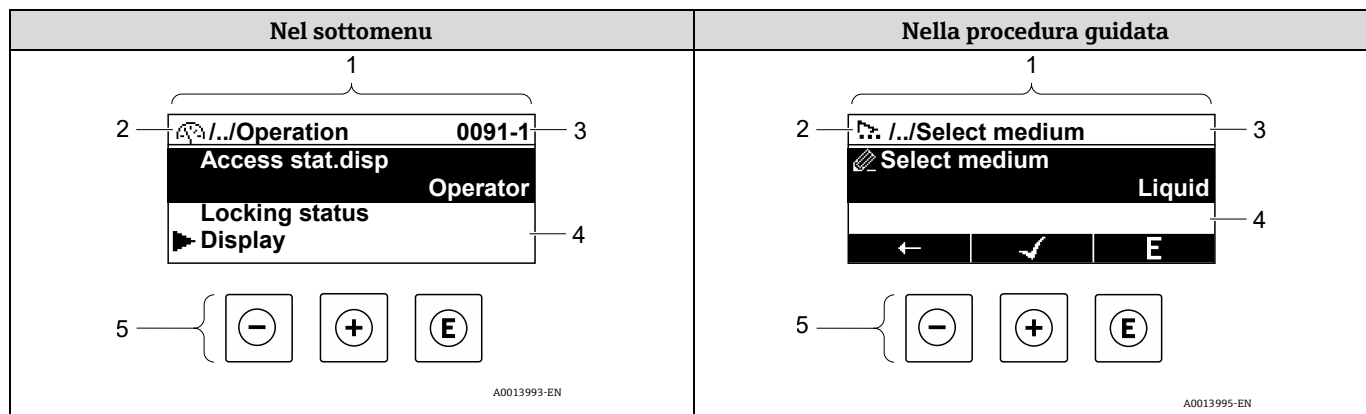 Nel sottomenu
1
2
/../Operation 0091-1
3
Access stat.disp
Operator
Locking status
Display
4
5
- + E
A0013993-EN
Nella procedura guidata
1
2
/../Select medium
3
Select medium
Liquid
4
← ✓ E
5
- + E
A0013995-EN